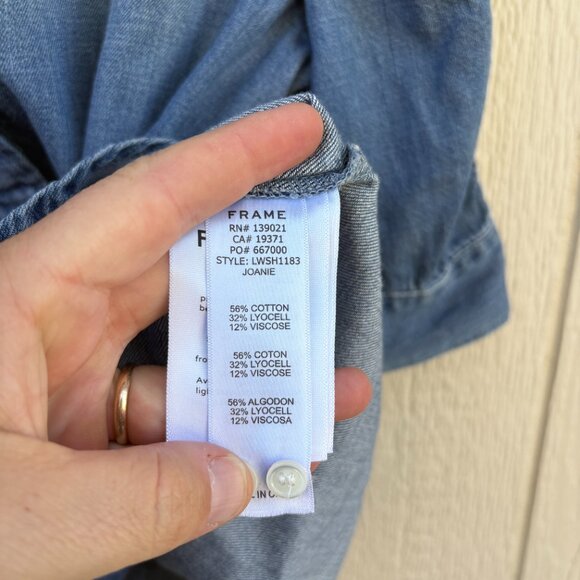 FRAME
RN# 139021
CA# 19371
PO# 667000
STYLE: LWSH1183
JOANIE
56% COTTON
32% LYOCELL
12% VISCOSE
56% COTON
32% LYOCELL
12% VISCOSE
56% ALGODON
32% LYOCELL
12% VISCOSA